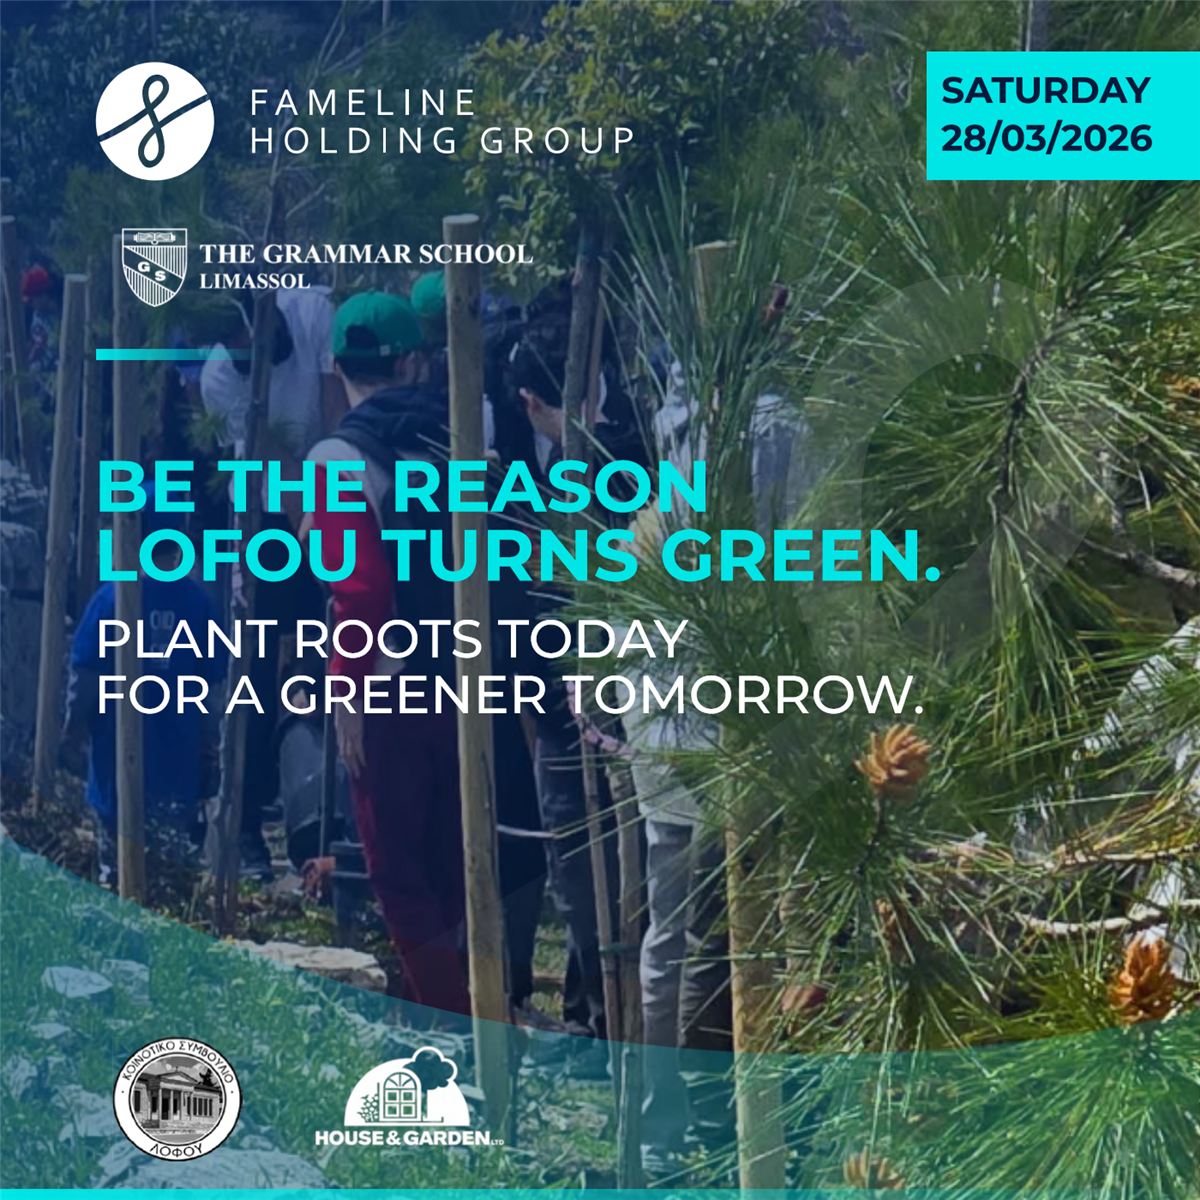 FAMELINE
HOLDING GROUP
SATURDAY
28/03/2026
GS
THE GRAMMAR SCHOOL
LIMASSOL
BE THE REASON
LOFOU TURNS GREEN.
PLANT ROOTS TODAY
FOR A GREENER TOMORROW.
ΚΟΙΝΟΤΙΚΟ ΣΥΜΒΟΥΛΙΟ
ΛΟΦΟΥ
HOUSE & GARDEN LTD